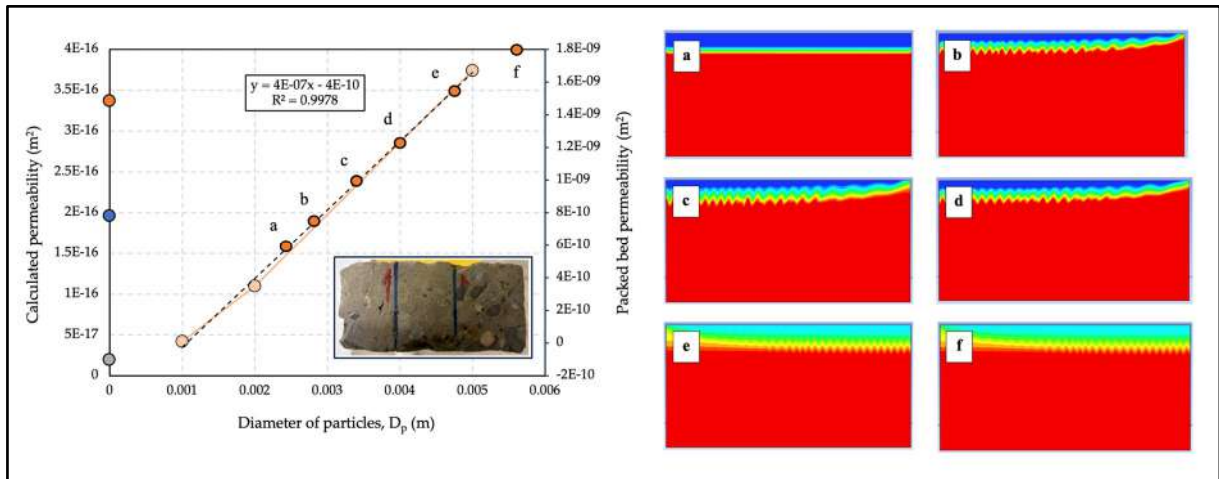 4E-16
3.5E-16
3E-16
2.5E-16
2E-16
1.5E-16
1E-16
5E-17
0
Calculated permeability (m²)
y = 4E-07x - 4E-10
R² = 0.9978
a
b
c
d
e
f
1.8E-09
1.6E-09
1.4E-09
1.2E-09
1E-09
8E-10
6E-10
4E-10
2E-10
0
-2E-10
Packed bed permeability (m²)
0 0.001 0.002 0.003 0.004 0.005 0.006
Diameter of particles, Dₚ (m)
a
b
c
d
e
f